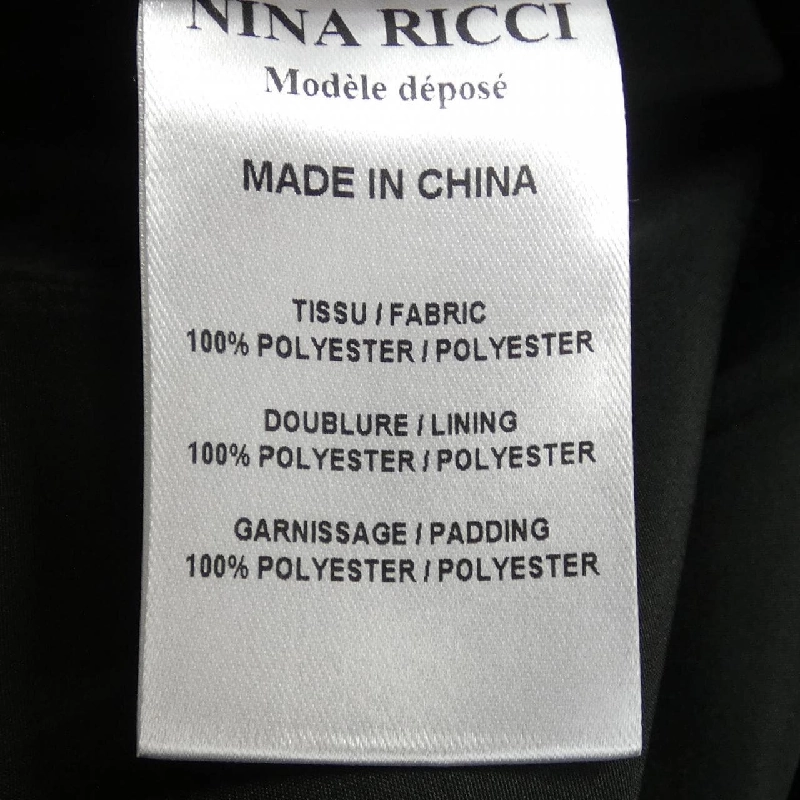 NINA RICCI
Modèle déposé
MADE IN CHINA
TISSU / FABRIC
100% POLYESTER / POLYESTER
DOUBLURE / LINING
100% POLYESTER / POLYESTER
GARNISSAGE / PADDING
100% POLYESTER / POLYESTER